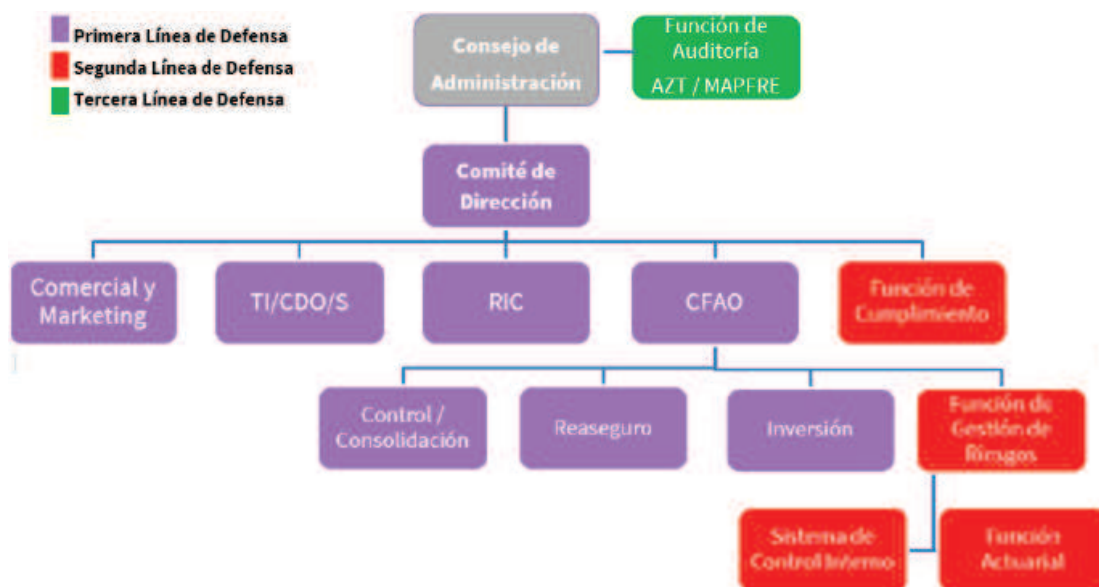 Primera Línea de Defensa
Segunda Línea de Defensa
Tercera Línea de Defensa
Consejo de
Administración
Función de
Auditoría
AZT / MAPFRE
Comité de
Dirección
Comercial y
Marketing
TI/CDO/S
RIC
CFAO
Función de
Cumplimiento
Control /
Consolidación
Reaseguro
Inversión
Función de
Gestión de
Riesgos
Sistema de
Control Interno
Función
Actuarial